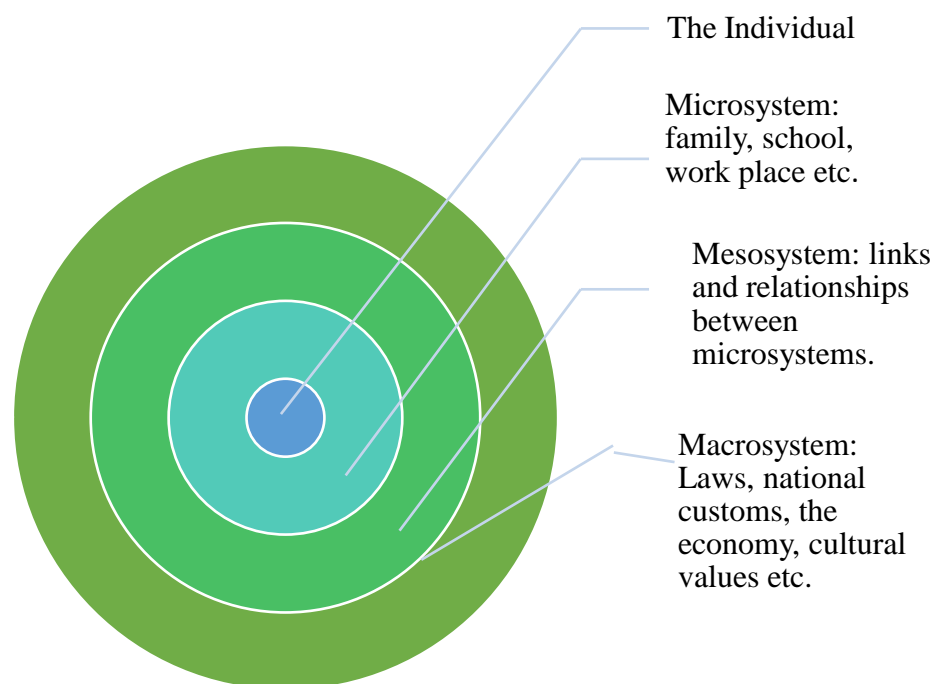 The Individual
Microsystem:
family, school,
work place etc.
Mesosystem: links
and relationships
between
microsystems.
Macrosystem:
Laws, national
customs, the
economy, cultural
values etc.